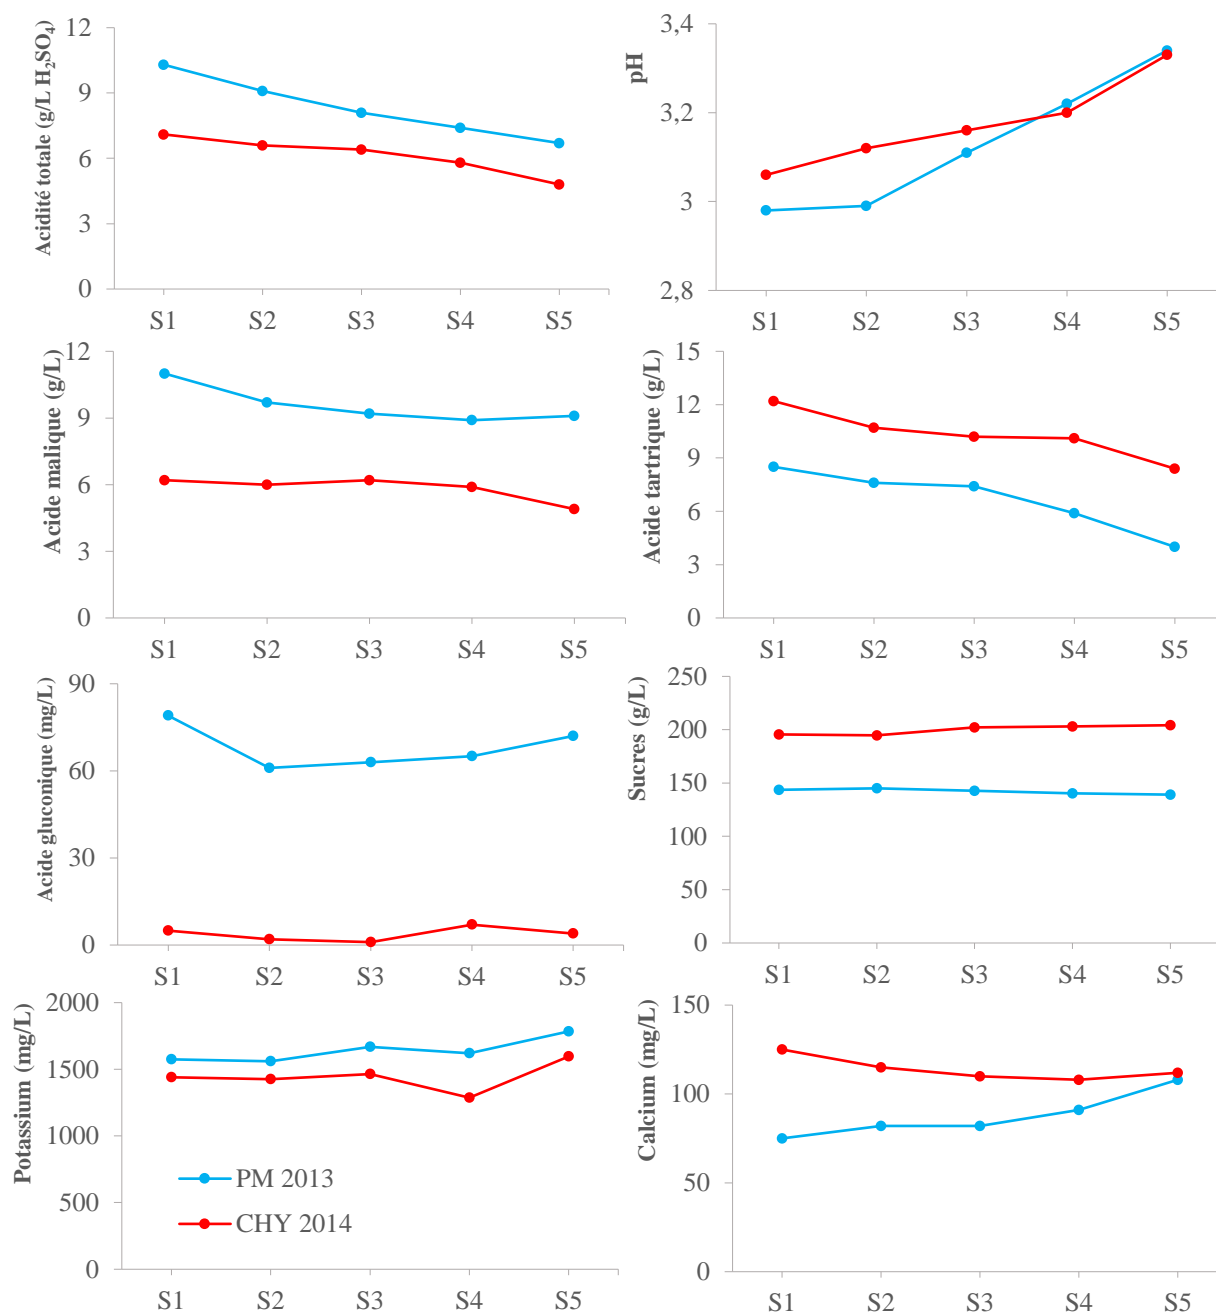 Acidité totale (g/L H₂SO₄)
12
9
6
3
0
S1 S2 S3 S4 S5
pH
3,4
3,2
3
2,8
S1 S2 S3 S4 S5
Acide malique (g/L)
12
9
6
3
0
S1 S2 S3 S4 S5
Acide tartrique (g/L)
15
12
9
6
3
0
S1 S2 S3 S4 S5
Acide gluconique (mg/L)
90
60
30
0
S1 S2 S3 S4 S5
Sucres (g/L)
250
200
150
100
50
0
S1 S2 S3 S4 S5
Potassium (mg/L)
2000
1500
1000
500
0
PM 2013
CHY 2014
S1 S2 S3 S4 S5
Calcium (mg/L)
150
100
50
0
S1 S2 S3 S4 S5